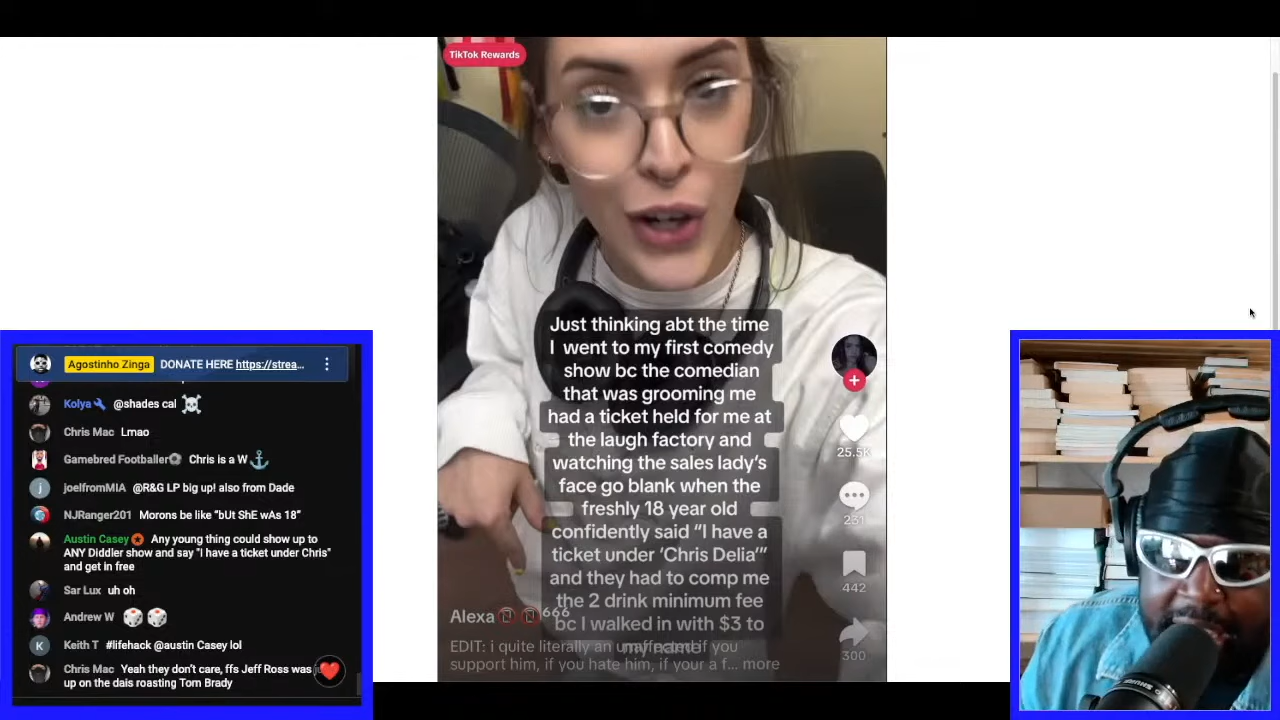 TikTok Rewards
Just thinking abt the time
I went to my first comedy
show bc the comedian
that was grooming me
had a ticket held for me at
the laugh factory and
watching the sales lady's
face go blank when the
freshly 18 year old
confidently said "I have a
ticket under 'Chris Delia'"
and they had to comp me
the 2 drink minimum fee
bc I walked in with $3 to
my name
25.5K
231
442
300
Alexa 666
EDIT: i quite literally an unaffected if you
support him, if you hate him, if your a f... more
Agostinho Zinga DONATE HERE https://strea...
Kolya @shades cal
Chris Mac Lmao
Gamebred Footballer Chris is a W
joelfromMIA @R&G LP big up! also from Dade
NJRanger201 Morons be like "bUt ShE wAs 18"
Austin Casey Any young thing could show up to
ANY Diddler show and say "I have a ticket under Chris"
and get in free
Sar Lux uh oh
Andrew W
Keith T #lifehack @austin Casey lol
Chris Mac Yeah they don't care, ffs Jeff Ross was
up on the dais roasting Tom Brady